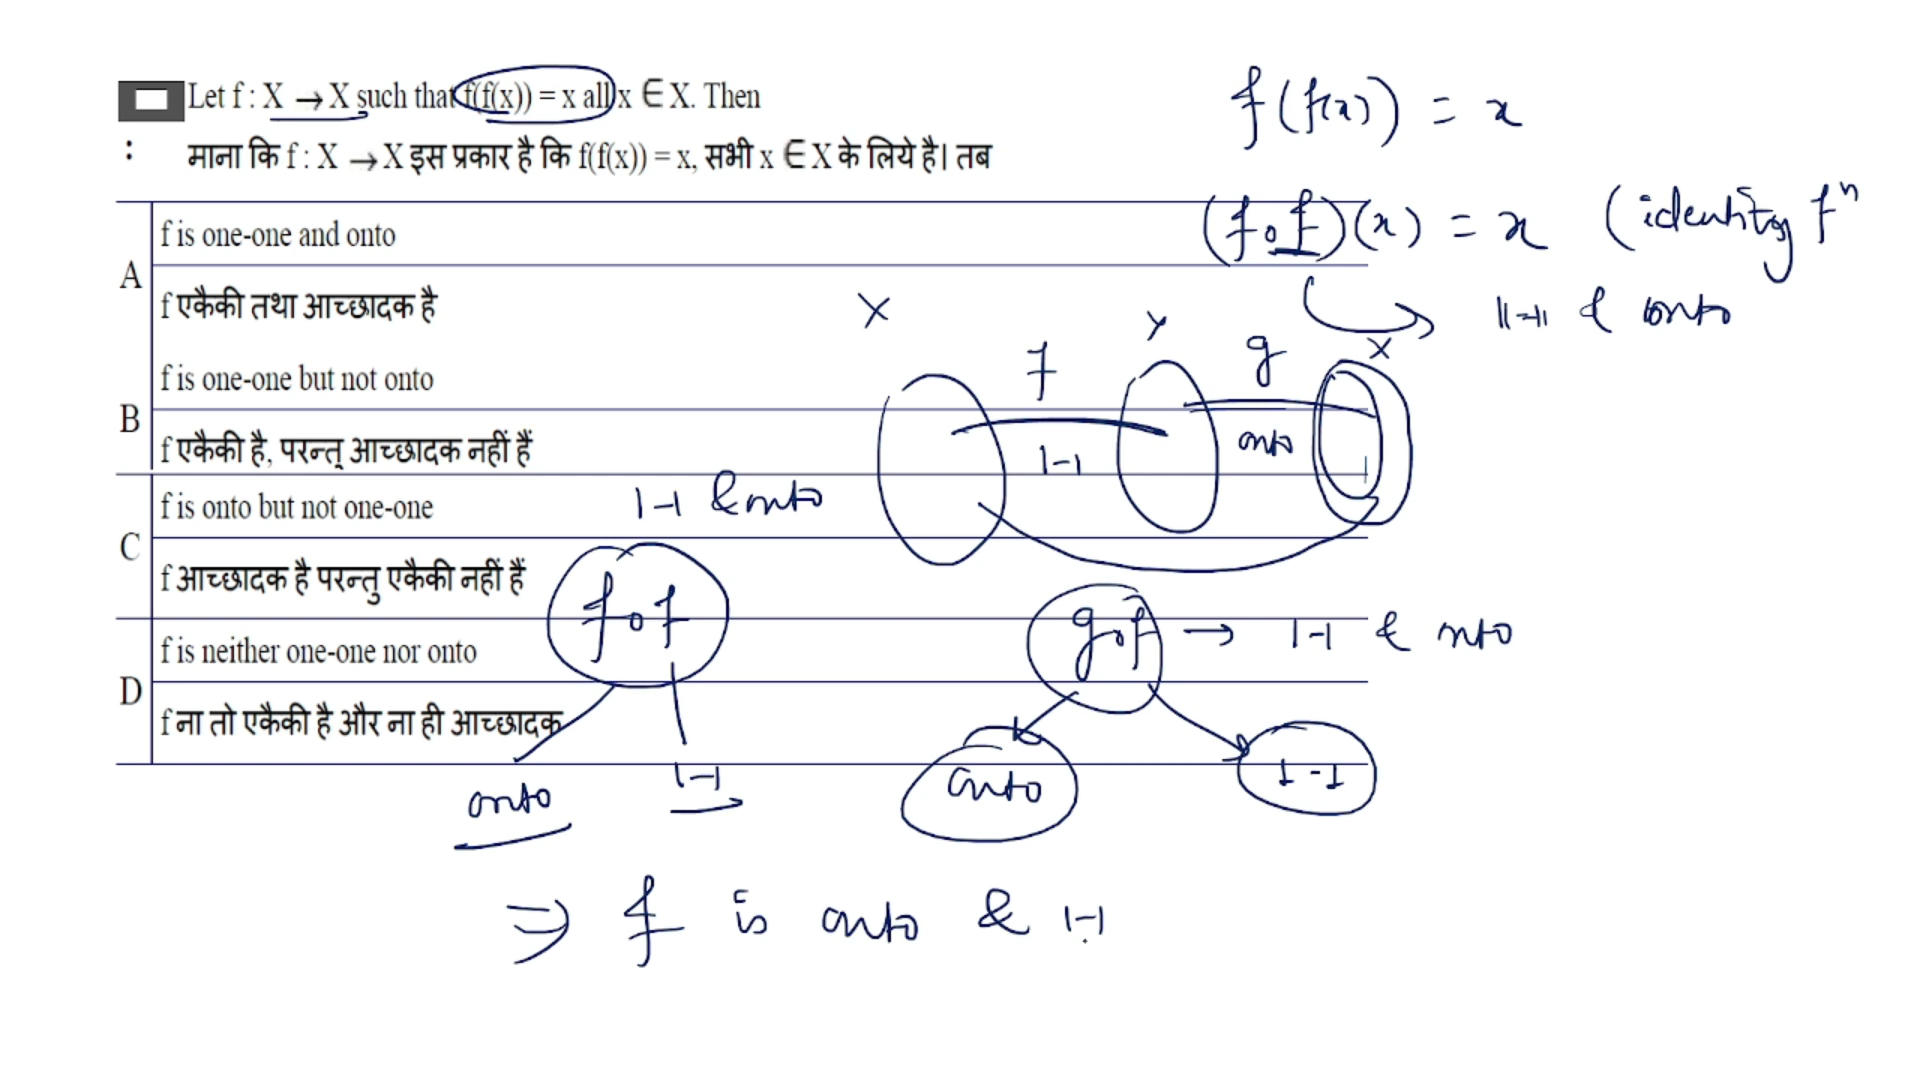 Let f : X → X such that f(f(x)) = x all x ∈ X. Then
: माना कि f : X → X इस प्रकार है कि f(f(x)) = x, सभी x ∈ X के लिये है। तब
A
f is one-one and onto
f एकैकी तथा आच्छादक है
B
f is one-one but not onto
f एकैकी है, परन्तु आच्छादक नहीं हैं
C
f is onto but not one-one
f आच्छादक है परन्तु एकैकी नहीं हैं
D
f is neither one-one nor onto
f ना तो एकैकी है और ना ही आच्छादक
f(f(x)) = x
(f∘f)(x) = x (identity fⁿ
1-1 & onto
X f Y g X
1-1 onto
1-1 & onto
f∘f
onto 1-1
g∘f → 1-1 & onto
onto 1-1
⇒ f is onto & 1-1